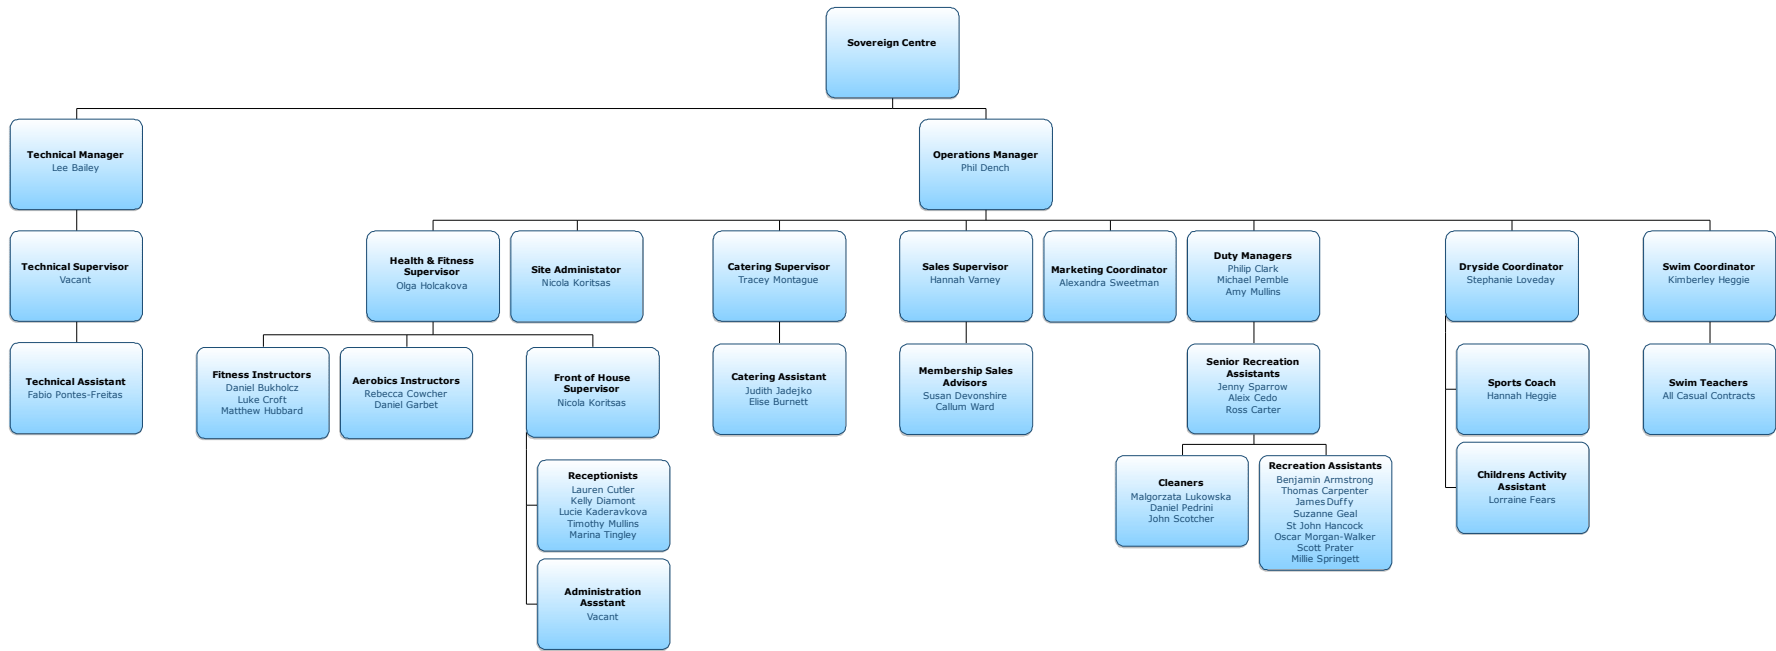 Sovereign Centre
Technical Manager
Lee Bailey
Operations Manager
Phil Dench
Technical Supervisor
Vacant
Health & Fitness
Supervisor
Olga Holcakova
Site Administator
Nicola Koritsas
Catering Supervisor
Tracey Montague
Sales Supervisor
Hannah Varney
Marketing Coordinator
Alexandra Sweetman
Duty Managers
Philip Clark
Michael Pemble
Amy Mullins
Dryside Coordinator
Stephanie Loveday
Swim Coordinator
Kimberley Heggie
Technical Assistant
Fabio Pontes-Freitas
Fitness Instructors
Daniel Bukholcz
Luke Croft
Matthew Hubbard
Aerobics Instructors
Rebecca Cowcher
Daniel Garbet
Front of House
Supervisor
Nicola Koritsas
Catering Assistant
Judith Jadejko
Elise Burnett
Membership Sales
Advisors
Susan Devonshire
Callum Ward
Senior Recreation
Assistants
Jenny Sparrow
Aleix Cedo
Ross Carter
Sports Coach
Hannah Heggie
Swim Teachers
All Casual Contracts
Receptionists
Lauren Cutler
Kelly Diamont
Lucie Kaderavkova
Timothy Mullins
Marina Tingley
Cleaners
Malgorzata Lukowska
Daniel Pedrini
John Scotcher
Recreation Assistants
Benjamin Armstrong
Thomas Carpenter
James Duffy
Suzanne Geal
St John Hancock
Oscar Morgan-Walker
Scott Prater
Millie Springett
Childrens Activity
Assistant
Lorraine Fears
Administration
Assstant
Vacant